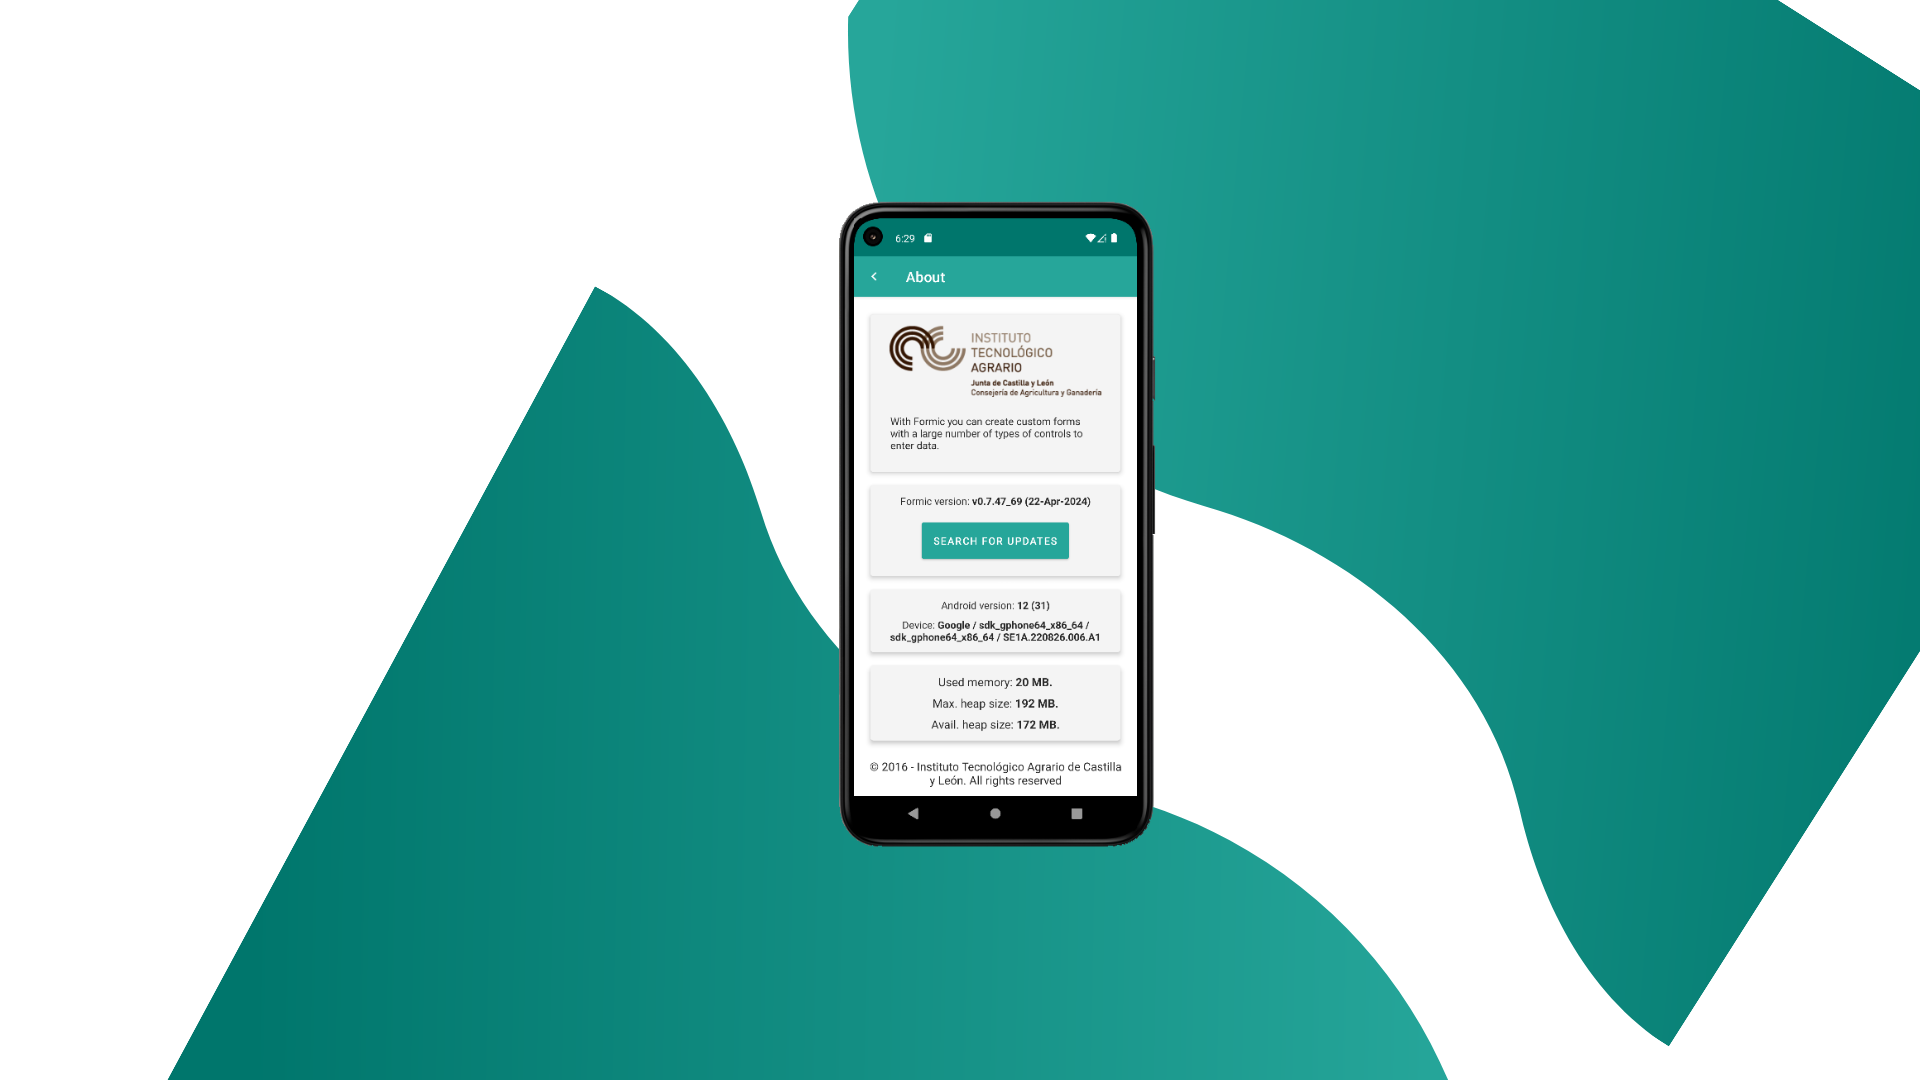 6:29
About
INSTITUTO
TECNOLÓGICO
AGRARIO
Junta de Castilla y León
Consejería de Agricultura y Ganadería
With Formic you can create custom forms
with a large number of types of controls to
enter data.
Formic version: v0.7.47_69 (22-Apr-2024)
SEARCH FOR UPDATES
Android version: 12 (31)
Device: Google / sdk_gphone64_x86_64 /
sdk_gphone64_x86_64 / SE1A.220826.006.A1
Used memory: 20 MB.
Max. heap size: 192 MB.
Avail. heap size: 172 MB.
© 2016 - Instituto Tecnológico Agrario de Castilla
y León. All rights reserved